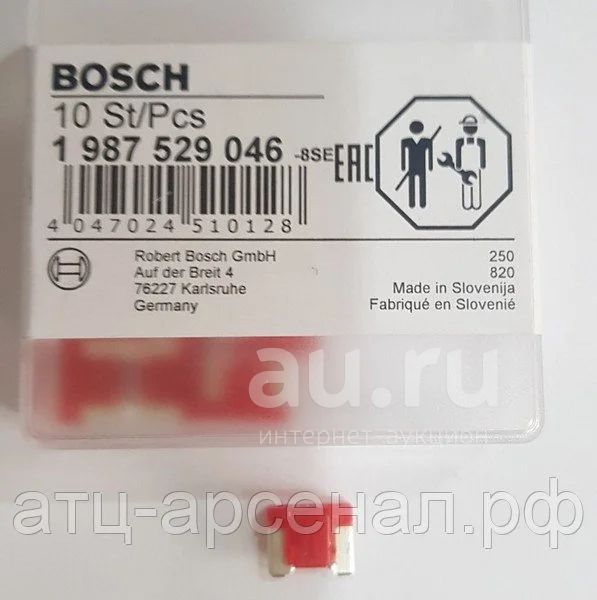 BOSCH
10 St/Pcs
1 987 529 046 -8SE EAC
4 047024 510128
Robert Bosch GmbH
Auf der Breit 4
76227 Karlsruhe
Germany
250
820
Made in Slovenija
Fabriqué en Slovenié
au.ru
интернет-аукцион
атц-арсенал.рф